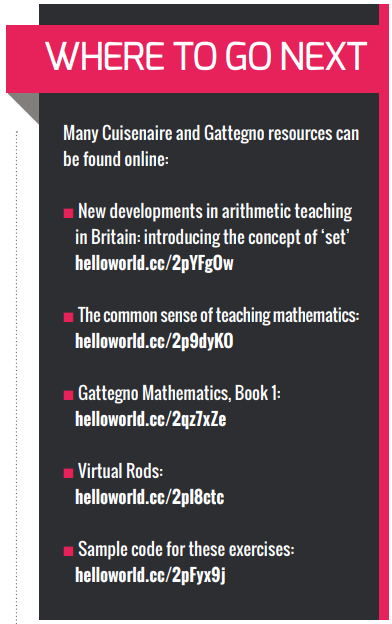 WHERE TO GO NEXT
Many Cuisenaire and Gattegno resources can
be found online:
■ New developments in arithmetic teaching
in Britain: introducing the concept of ‘set’
helloworld.cc/2pYFgOw
■ The common sense of teaching mathematics:
helloworld.cc/2p9dyKO
■ Gattegno Mathematics, Book 1:
helloworld.cc/2qz7xZe
■ Virtual Rods:
helloworld.cc/2pI8ctc
■ Sample code for these exercises:
helloworld.cc/2pFyx9j